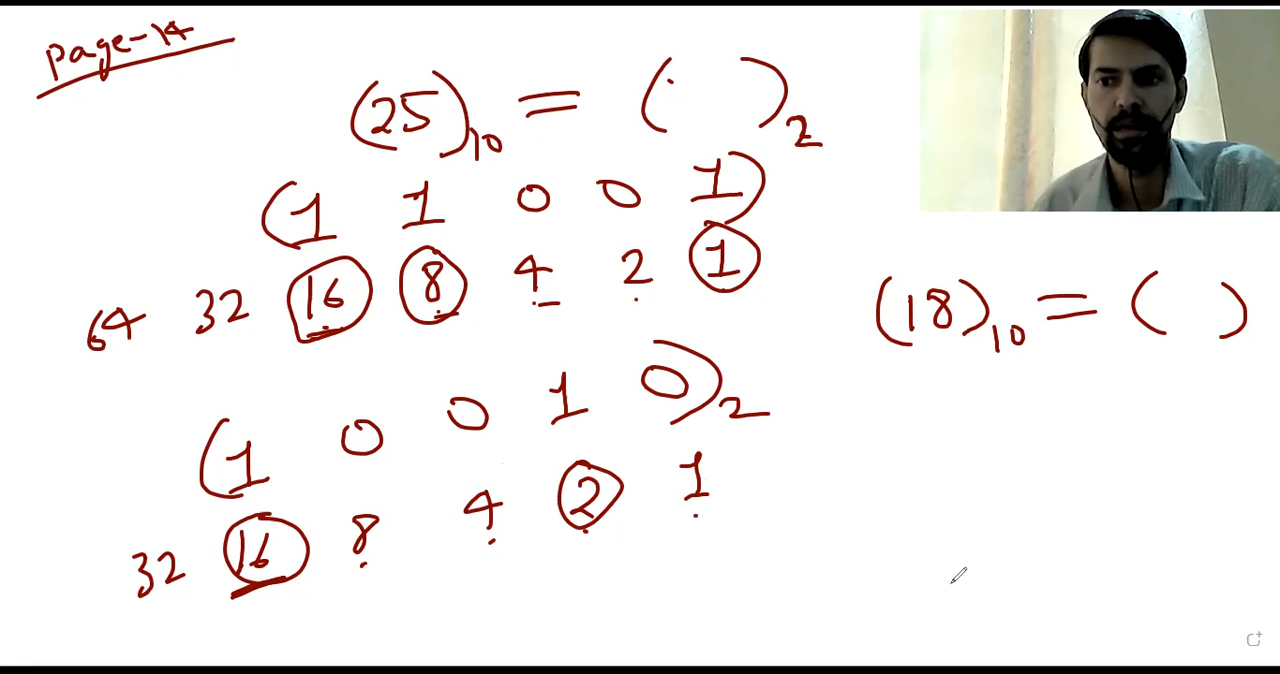 page-14
(25)10 = ( )2
(1 1 0 0 1)
64 32 16 8 4 2 1
(18)10 = ( )
(1 0 0 1 0)2
32 16 8 4 2 1